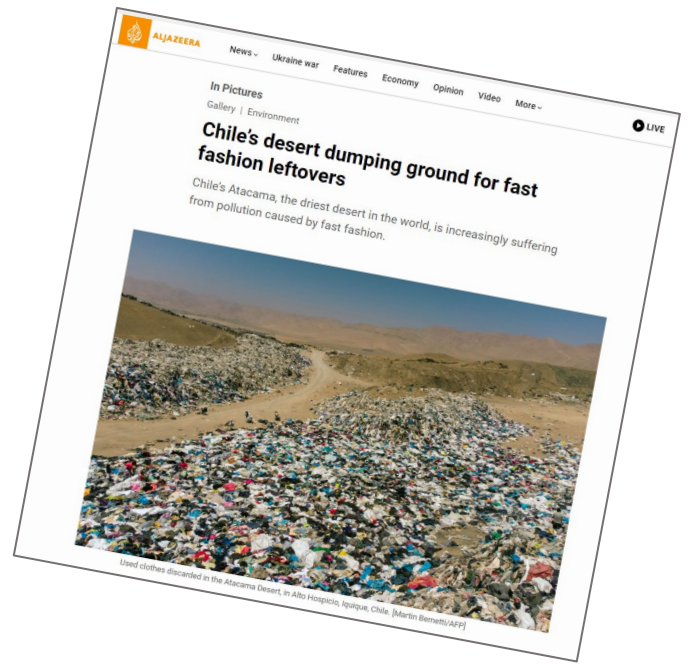 ALJAZEERA
News
Ukraine war
Features
Economy
Opinion
Video
More
LIVE
In Pictures
Gallery | Environment
Chile's desert dumping ground for fast
fashion leftovers
Chile's Atacama, the driest desert in the world, is increasingly suffering
from pollution caused by fast fashion.
Used clothes discarded in the Atacama Desert, in Alto Hospicio, Iquique, Chile. [Martin Bernetti/AFP]